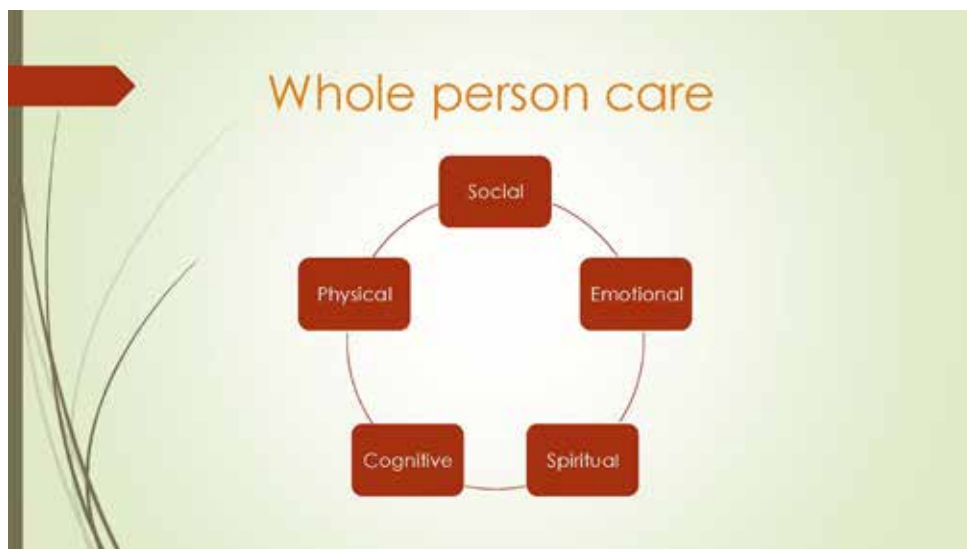 Whole person care
Social
Physical
Emotional
Cognitive
Spiritual